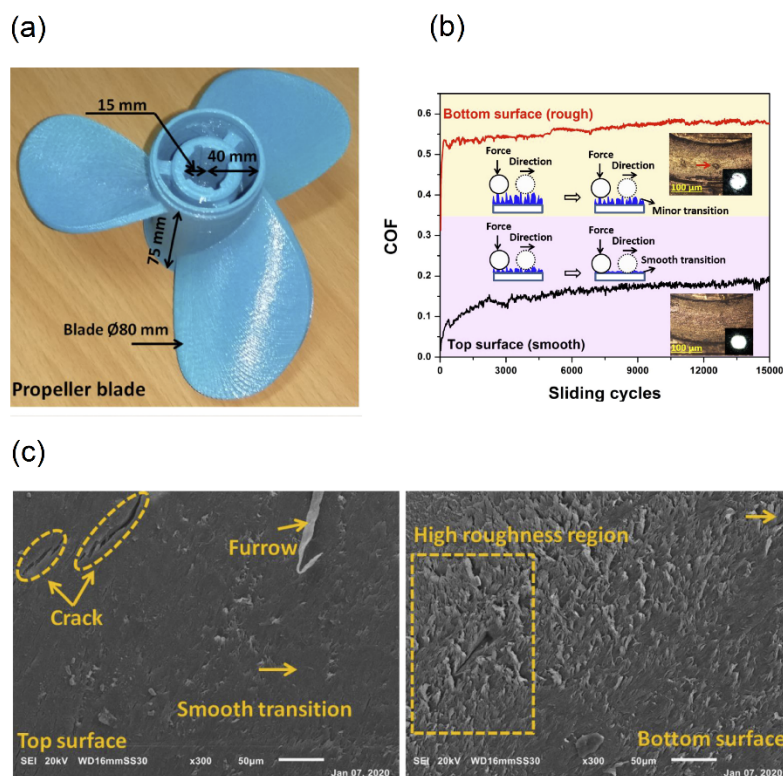 (a)
(b)
15 mm
40 mm
75 mm
Blade Ø80 mm
Propeller blade
COF
0.6
0.5
0.4
0.3
0.2
0.1
0.0
Bottom surface (rough)
Force
Direction
Force
Direction
Minor transition
100 µm
Force
Direction
Force
Direction
Smooth transition
100 µm
Top surface (smooth)
0
3000
6000
9000
12000
15000
Sliding cycles
(c)
Crack
Furrow
Smooth transition
Top surface
SEI 20kV WD16mmSS30 x300 50µm
Jan 07, 2020
High roughness region
Bottom surface
SEI 20kV WD16mmSS30 x300 50µm
Jan 07, 2020